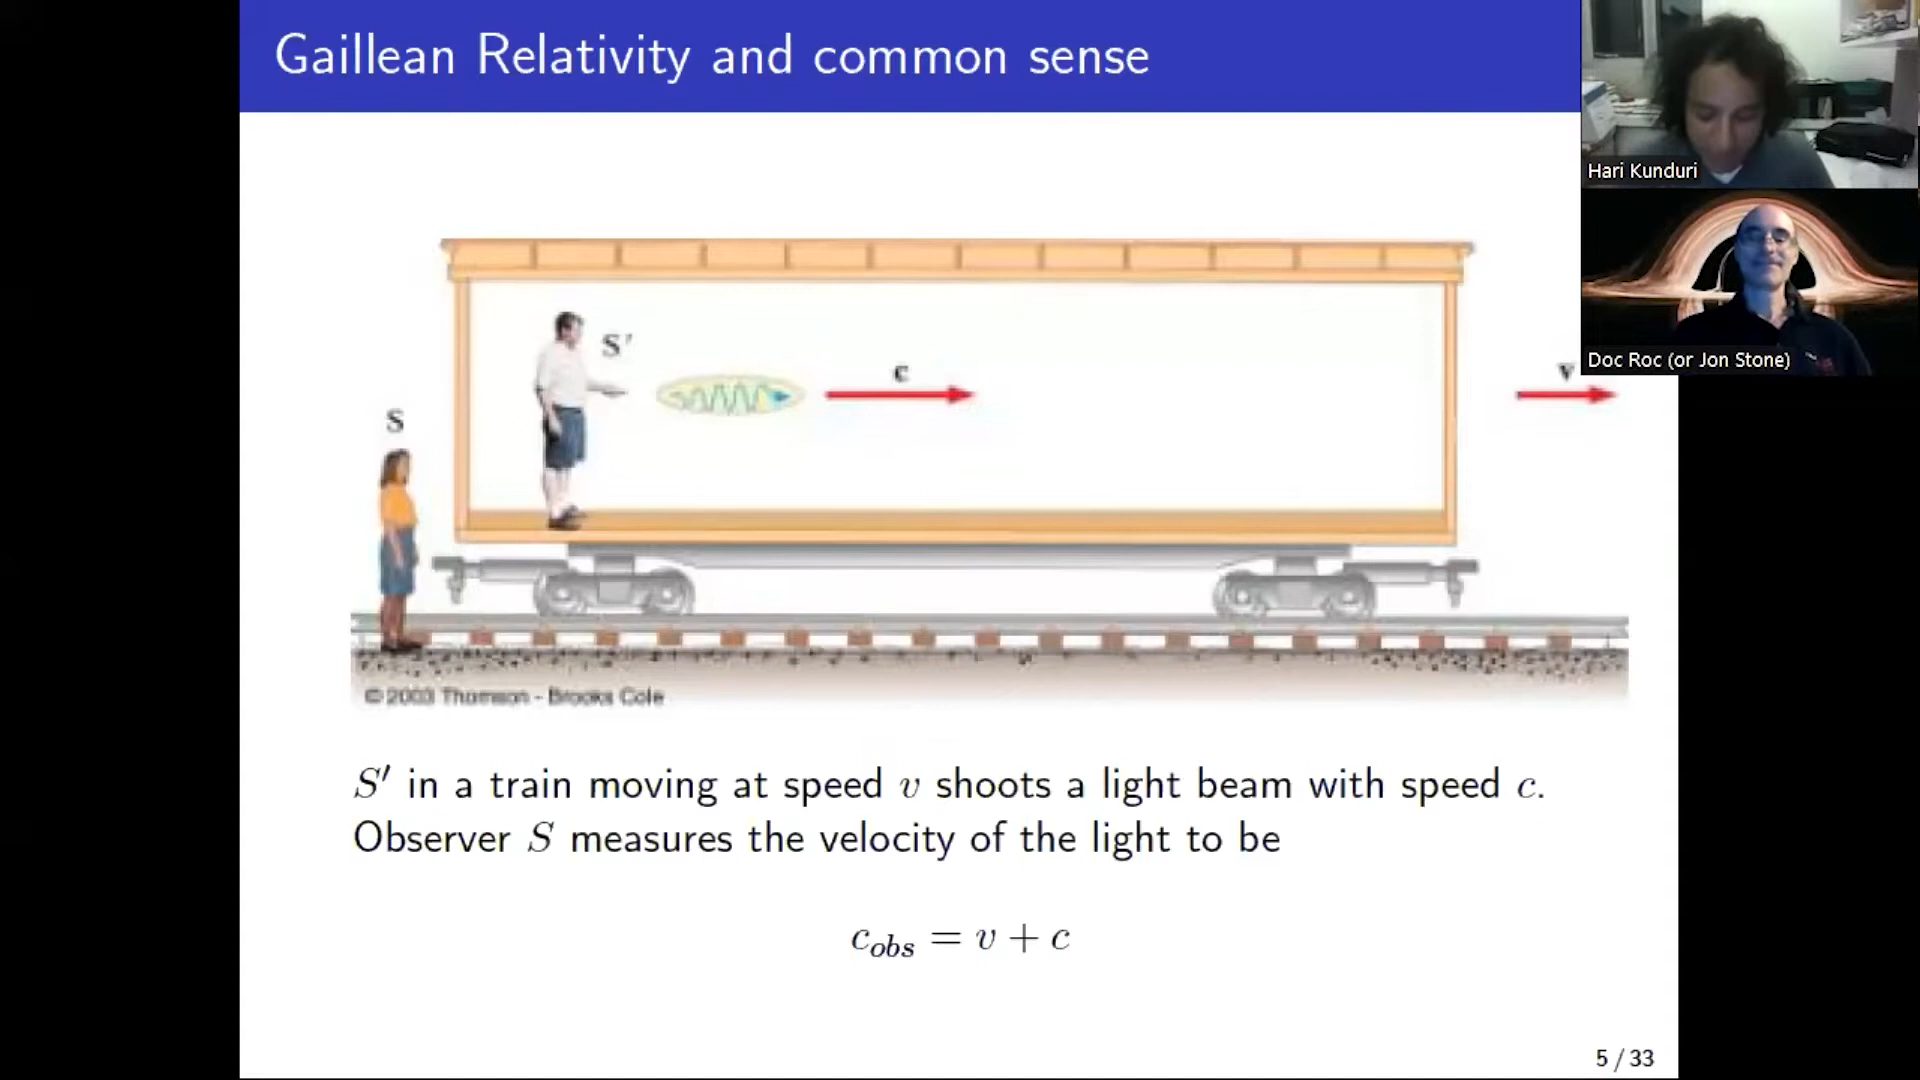 Gaillean Relativity and common sense
Hari Kunduri
Doc Roc (or Jon Stone)
S'
c
v
S
© 2003 Thomson - Brooks Cole
S′ in a train moving at speed v shoots a light beam with speed c.
Observer S measures the velocity of the light to be
c_obs = v + c
5 / 33